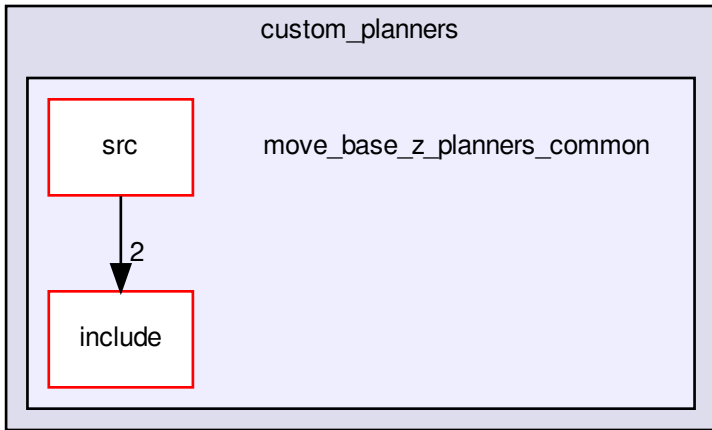 custom_planners
src
move_base_z_planners_common
2
include